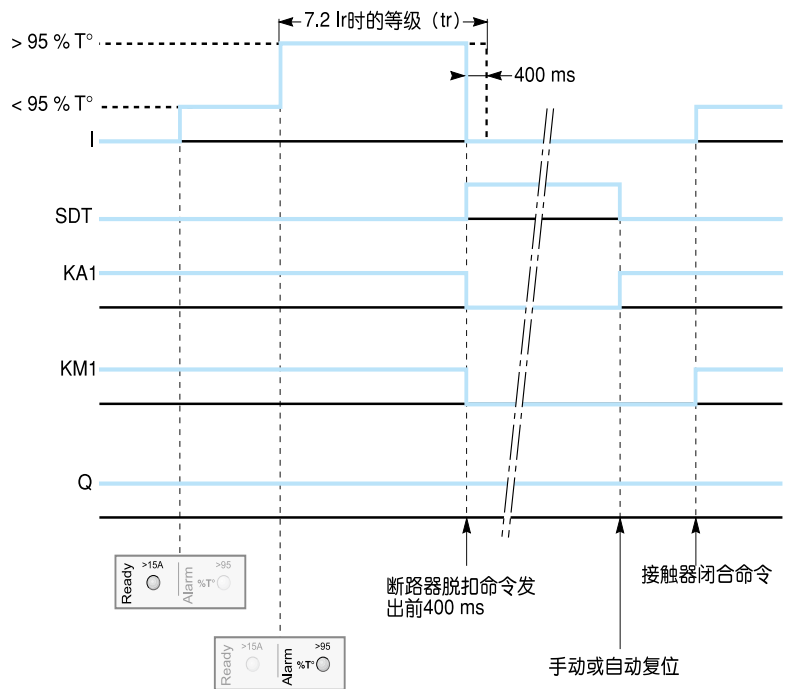 7.2 Ir时的等级（tr）
> 95 % T°
400 ms
< 95 % T°
I
SDT
KA1
KM1
Q
Ready >15A Alarm %T° >95
断路器脱扣命令发
出前400 ms
接触器闭合命令
Ready >15A Alarm %T° >95
手动或自动复位